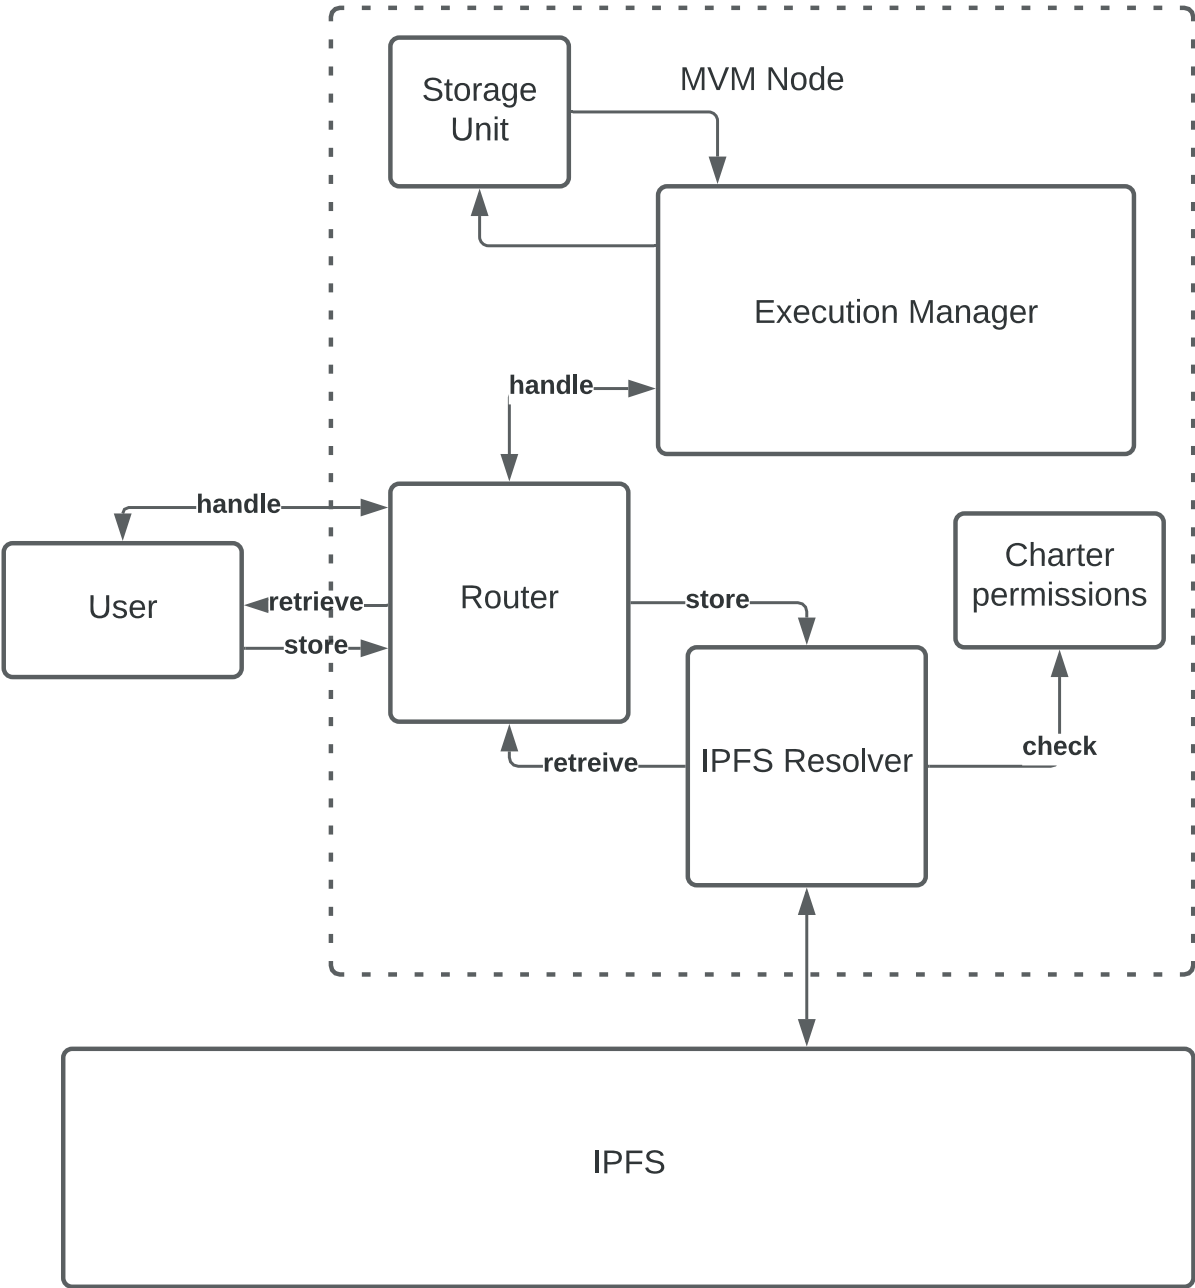 MVM Node
Storage
Unit
Execution Manager
handle
handle
User
retrieve
store
Router
store
Charter
permissions
IPFS Resolver
retreive
check
IPFS